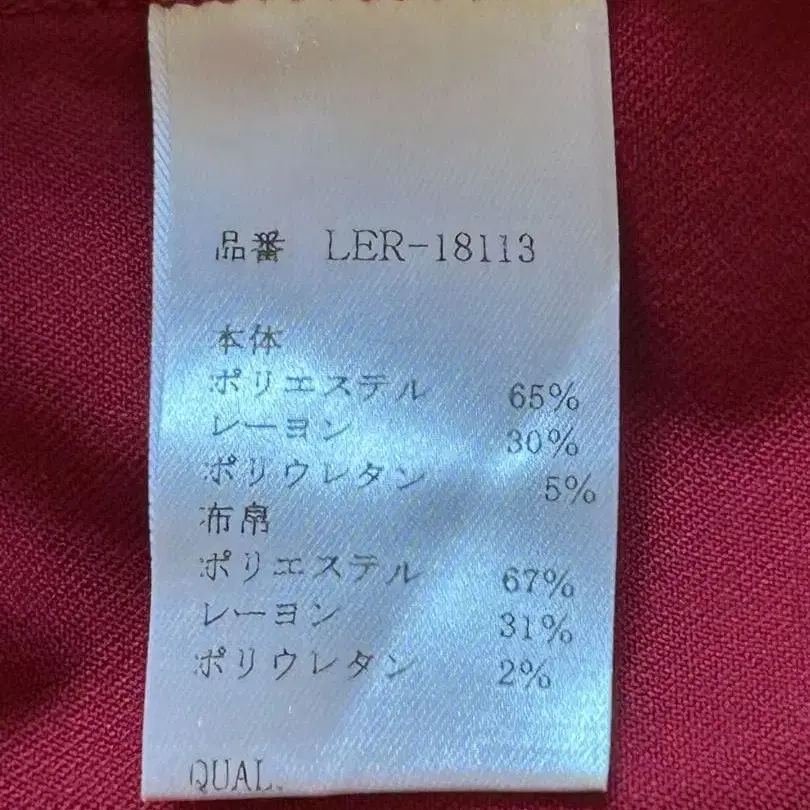 品番 LER-18113
本体
ポリエステル 65%
レーヨン 30%
ポリウレタン 5%
布帛
ポリエステル 67%
レーヨン 31%
ポリウレタン 2%
QUAL.